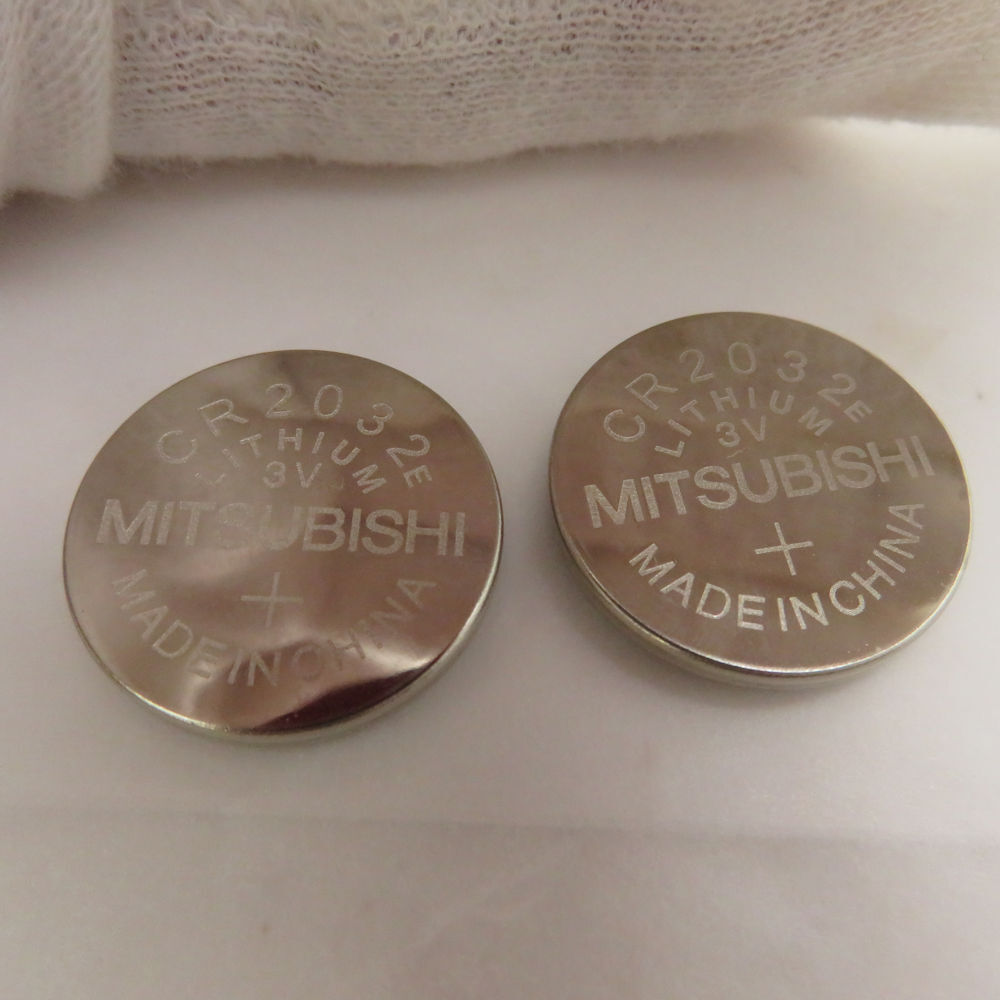 CR2032E
LITHIUM
3V
MITSUBISHI
+
MADE IN CHINA
CR2032E
LITHIUM
3V
MITSUBISHI
+
MADE IN CHINA